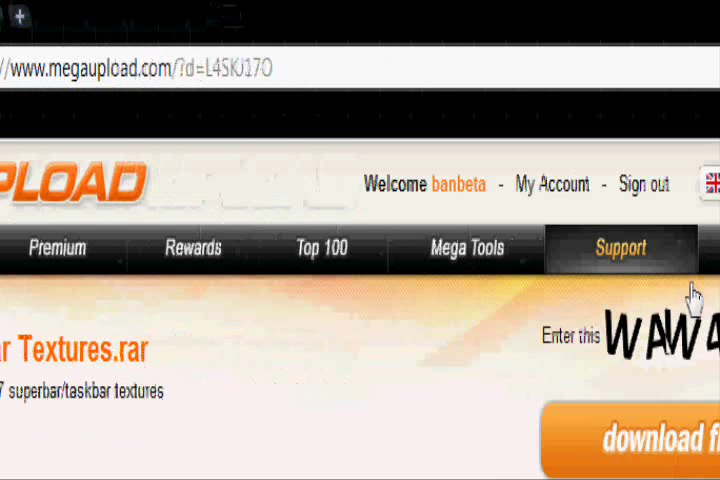 //www.megaupload.com/?d=L4SKJ17O
PLOAD
Welcome banbeta - My Account - Sign out
Premium Rewards Top 100 Mega Tools Support
Enter this WAW4
r Textures.rar
7 superbar/taskbar textures
download fi